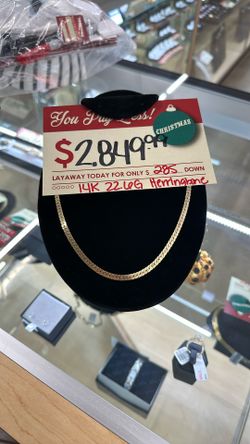 You Pay Less!
CHRISTMAS
$2,849.99
LAYAWAY TODAY FOR ONLY $ 285 DOWN
14K 22.6G Herringbone